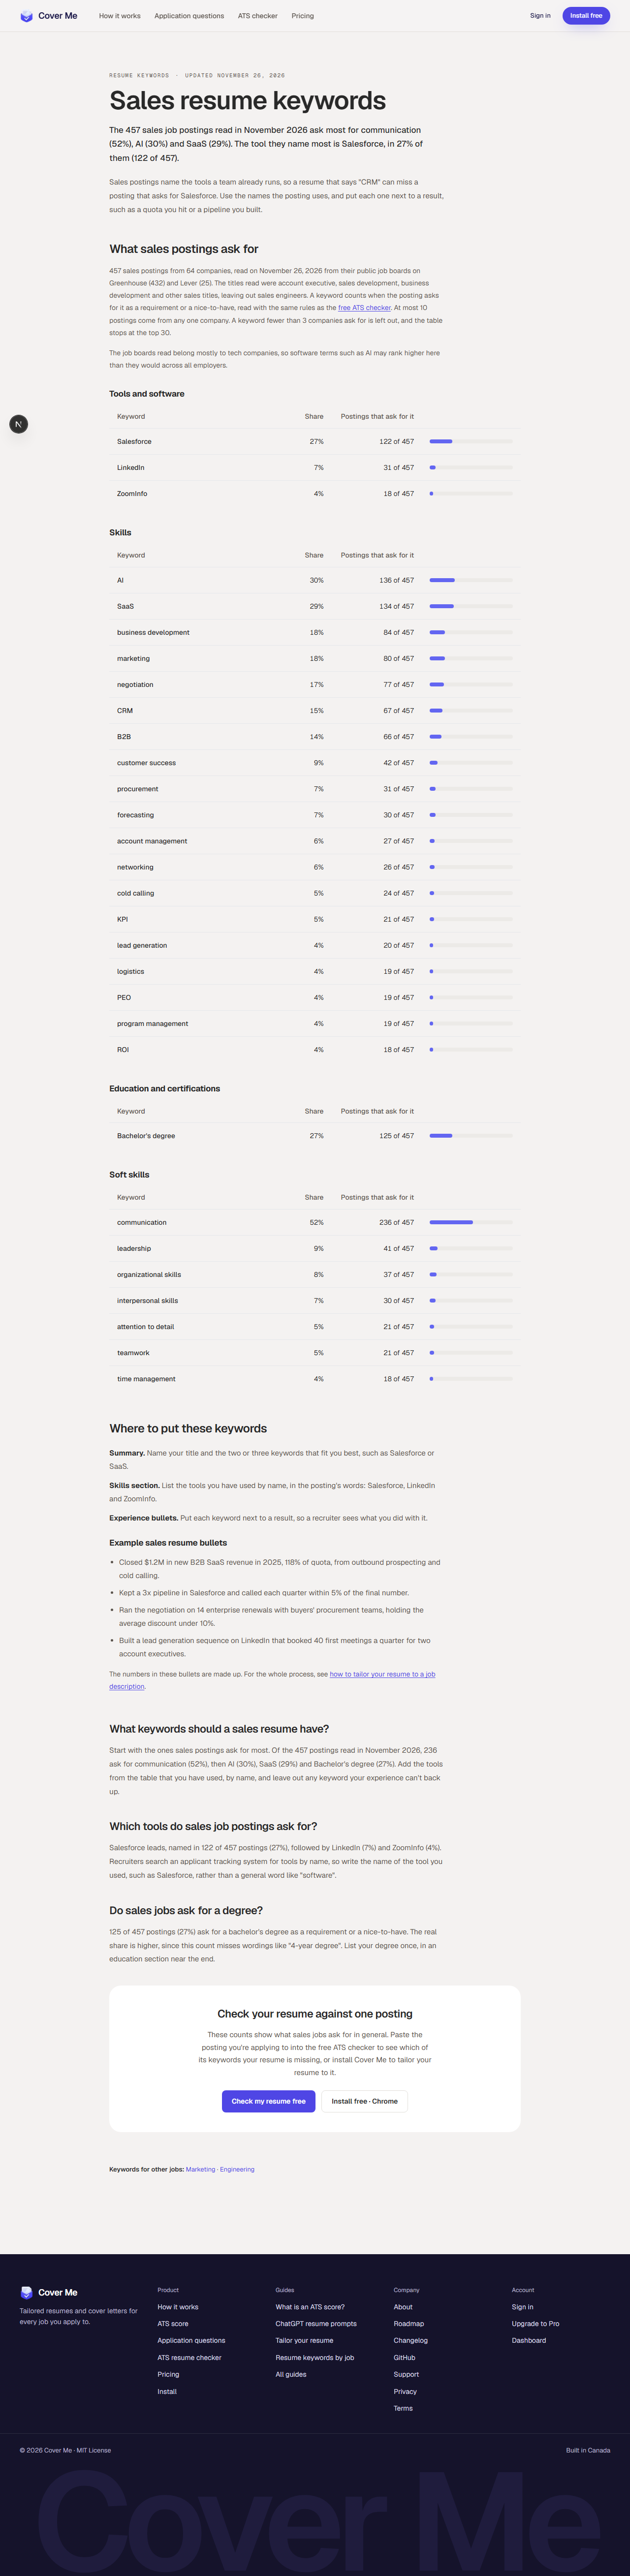 Cover Me
How it works
Application questions
ATS checker
Pricing
Sign in
Install free
RESUME KEYWORDS · UPDATED NOVEMBER 26, 2026
Sales resume keywords
The 457 sales job postings read in November 2026 ask most for communication
(52%), AI (30%) and SaaS (29%). The tool they name most is Salesforce, in 27% of
them (122 of 457).
Sales postings name the tools a team already runs, so a resume that says "CRM" can miss a
posting that asks for Salesforce. Use the names the posting uses, and put each one next to a result,
such as a quota you hit or a pipeline you built.
What sales postings ask for
457 sales postings from 64 companies, read on November 26, 2026 from their public job boards on
Greenhouse (432) and Lever (25). The titles read were account executive, sales development, business
development and other sales titles, leaving out sales engineers. A keyword counts when the posting asks
for it as a requirement or a nice-to-have, read with the same rules as the free ATS checker. At most 10
postings come from any one company. A keyword fewer than 3 companies ask for is left out, and the table
stops at the top 30.
The job boards read belong mostly to tech companies, so software terms such as AI may rank higher here
than they would across all employers.
N
Tools and software
Keyword Share Postings that ask for it
Salesforce 27% 122 of 457
LinkedIn 7% 31 of 457
ZoomInfo 4% 18 of 457
Skills
Keyword Share Postings that ask for it
AI 30% 136 of 457
SaaS 29% 134 of 457
business development 18% 84 of 457
marketing 18% 80 of 457
negotiation 17% 77 of 457
CRM 15% 67 of 457
B2B 14% 66 of 457
customer success 9% 42 of 457
procurement 7% 31 of 457
forecasting 7% 30 of 457
account management 6% 27 of 457
networking 6% 26 of 457
cold calling 5% 24 of 457
KPI 5% 21 of 457
lead generation 4% 20 of 457
logistics 4% 19 of 457
PEO 4% 19 of 457
program management 4% 19 of 457
ROI 4% 18 of 457
Education and certifications
Keyword Share Postings that ask for it
Bachelor's degree 27% 125 of 457
Soft skills
Keyword Share Postings that ask for it
communication 52% 236 of 457
leadership 9% 41 of 457
organizational skills 8% 37 of 457
interpersonal skills 7% 30 of 457
attention to detail 5% 21 of 457
teamwork 5% 21 of 457
time management 4% 18 of 457
Where to put these keywords
Summary. Name your title and the two or three keywords that fit you best, such as Salesforce or
SaaS.
Skills section. List the tools you have used by name, in the posting's words: Salesforce, LinkedIn
and ZoomInfo.
Experience bullets. Put each keyword next to a result, so a recruiter sees what you did with it.
Example sales resume bullets
• Closed $1.2M in new B2B SaaS revenue in 2025, 118% of quota, from outbound prospecting and
cold calling.
• Kept a 3x pipeline in Salesforce and called each quarter within 5% of the final number.
• Ran the negotiation on 14 enterprise renewals with buyers' procurement teams, holding the
average discount under 10%.
• Built a lead generation sequence on LinkedIn that booked 40 first meetings a quarter for two
account executives.
The numbers in these bullets are made up. For the whole process, see how to tailor your resume to a job
description.
What keywords should a sales resume have?
Start with the ones sales postings ask for most. Of the 457 postings read in November 2026, 236
ask for communication (52%), then AI (30%), SaaS (29%) and Bachelor's degree (27%). Add the tools
from the table that you have used, by name, and leave out any keyword your experience can't back
up.
Which tools do sales job postings ask for?
Salesforce leads, named in 122 of 457 postings (27%), followed by LinkedIn (7%) and ZoomInfo (4%).
Recruiters search an applicant tracking system for tools by name, so write the name of the tool you
used, such as Salesforce, rather than a general word like "software".
Do sales jobs ask for a degree?
125 of 457 postings (27%) ask for a bachelor's degree as a requirement or a nice-to-have. The real
share is higher, since this count misses wordings like "4-year degree". List your degree once, in an
education section near the end.
Check your resume against one posting
These counts show what sales jobs ask for in general. Paste the
posting you're applying to into the free ATS checker to see which of
its keywords your resume is missing, or install Cover Me to tailor your
resume to it.
Check my resume free
Install free · Chrome
Keywords for other jobs: Marketing · Engineering
Cover Me
Tailored resumes and cover letters for
every job you apply to.
Product
How it works
ATS score
Application questions
ATS resume checker
Pricing
Install
Guides
What is an ATS score?
ChatGPT resume prompts
Tailor your resume
Resume keywords by job
All guides
Company
About
Roadmap
Changelog
GitHub
Support
Privacy
Terms
Account
Sign in
Upgrade to Pro
Dashboard
© 2026 Cover Me · MIT License
Built in Canada
Cover Me